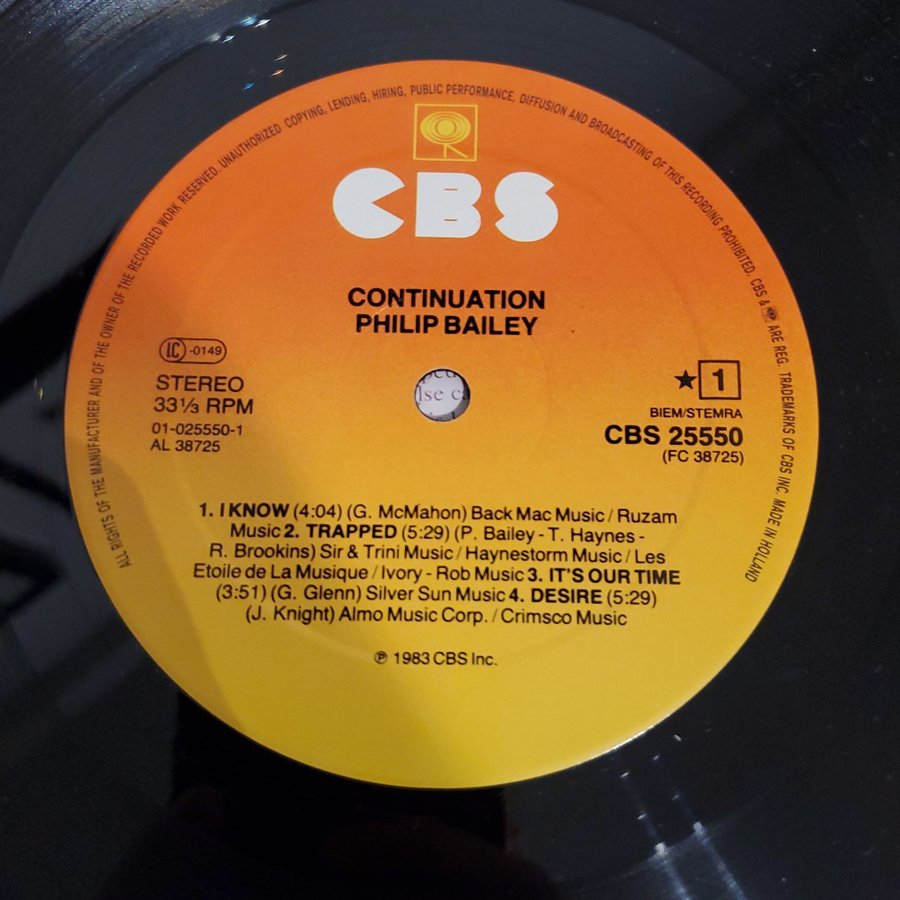 ALL RIGHTS OF THE MANUFACTURER AND OF THE OWNER OF THE RECORDED WORK RESERVED. UNAUTHORIZED COPYING, LENDING, HIRING, PUBLIC PERFORMANCE, DIFFUSION AND BROADCASTING OF THIS RECORDING PROHIBITED. CBS & ARE REG. TRADEMARKS OF CBS INC. MADE IN HOLLAND
CBS
CONTINUATION
PHILIP BAILEY
LC -0149
STEREO
33⅓ RPM
01-025550-1
AL 38725
★ 1
BIEM/STEMRA
CBS 25550
(FC 38725)
lse ca
1. I KNOW (4:04) (G. McMahon) Back Mac Music / Ruzam
Music 2. TRAPPED (5:29) (P. Bailey - T. Haynes -
R. Brookins) Sir & Trini Music / Haynestorm Music / Les
Etoile de La Musique / Ivory - Rob Music 3. IT'S OUR TIME
(3:51) (G. Glenn) Silver Sun Music 4. DESIRE (5:29)
(J. Knight) Almo Music Corp. / Crimsco Music
℗ 1983 CBS Inc.